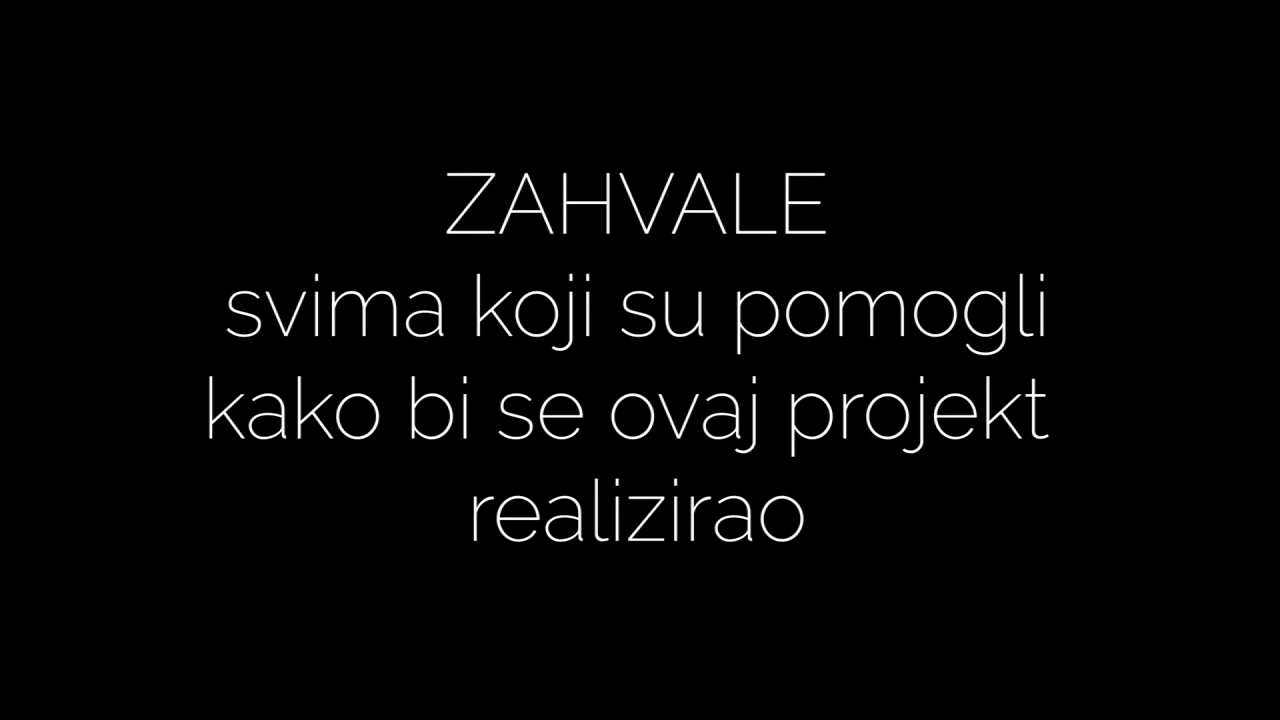 ZAHVALE
svima koji su pomogli
kako bi se ovaj projekt
realizirao